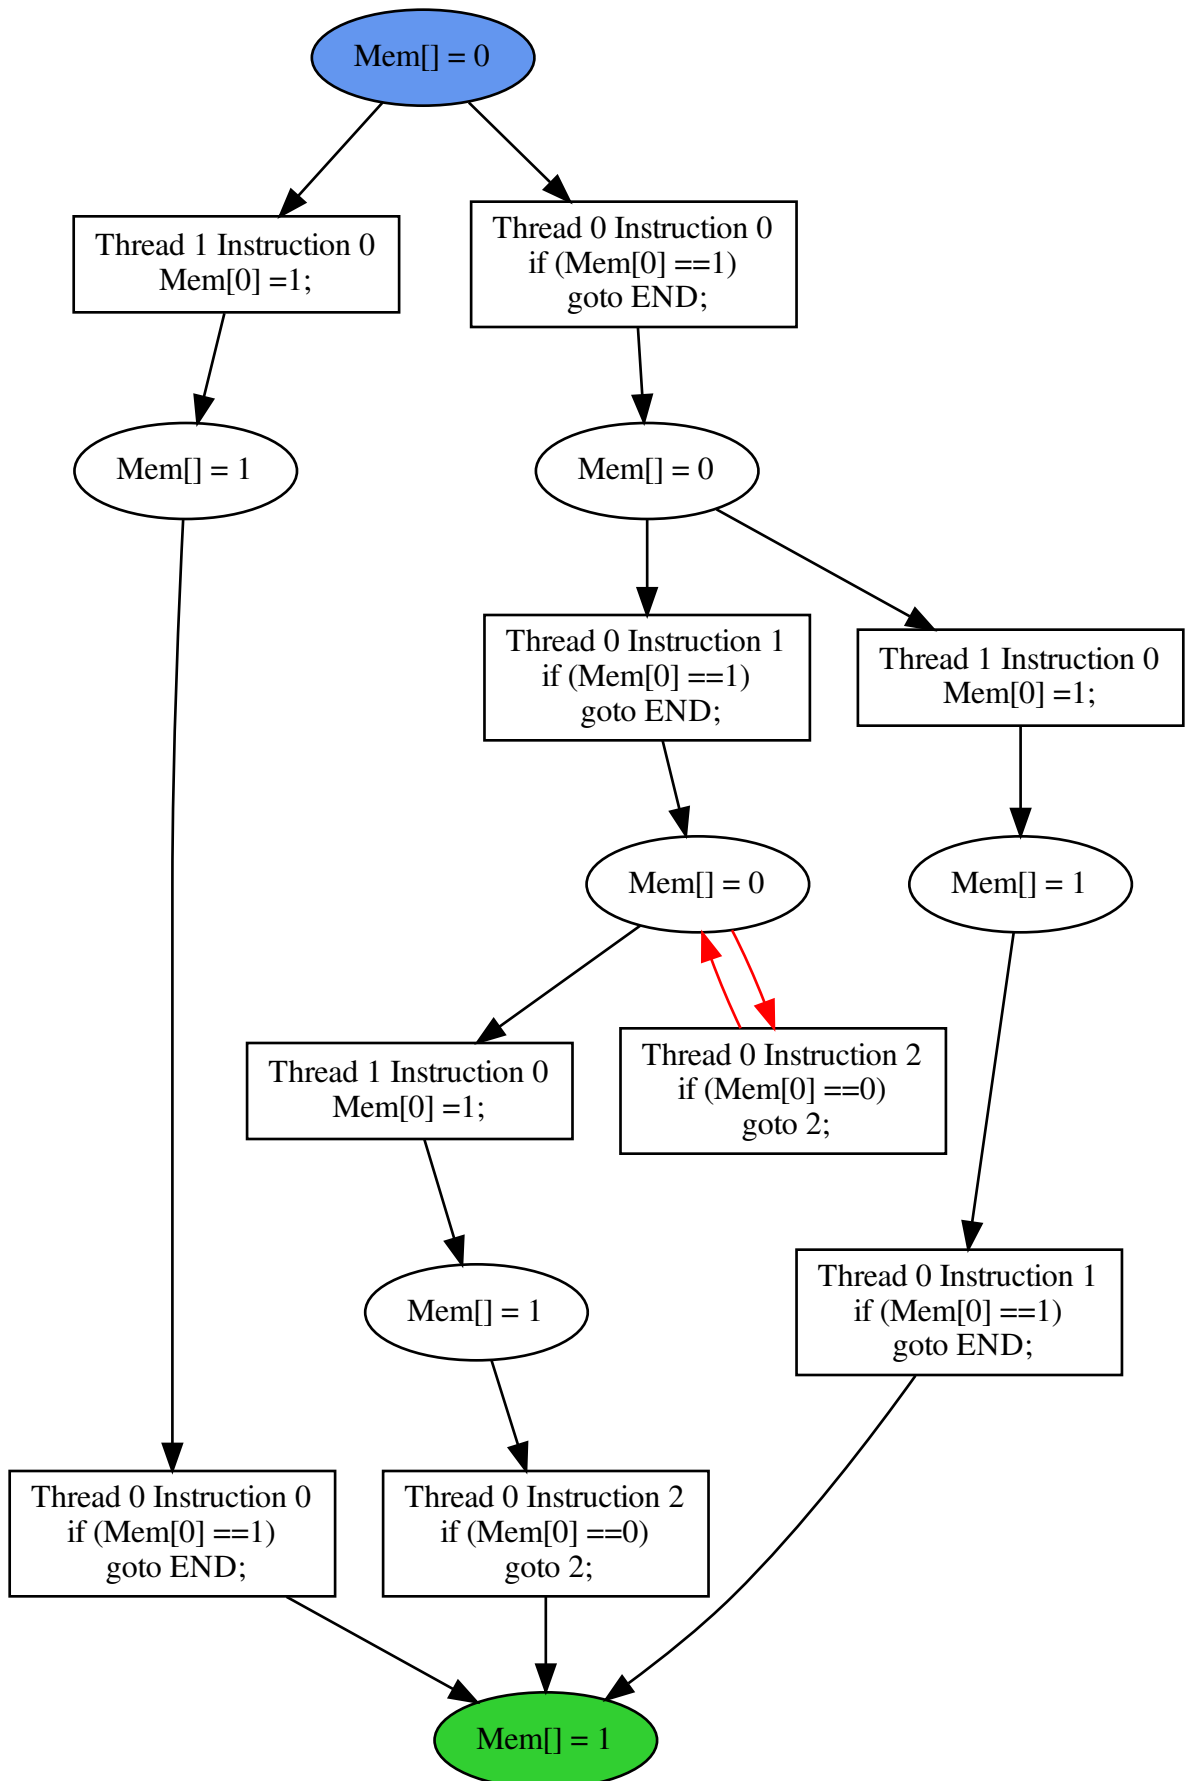 Mem[] = 0
Thread 1 Instruction 0
Mem[0] =1;
Thread 0 Instruction 0
if (Mem[0] ==1)
goto END;
Mem[] = 1
Mem[] = 0
Thread 0 Instruction 1
if (Mem[0] ==1)
goto END;
Thread 1 Instruction 0
Mem[0] =1;
Mem[] = 0
Mem[] = 1
Thread 1 Instruction 0
Mem[0] =1;
Thread 0 Instruction 2
if (Mem[0] ==0)
goto 2;
Mem[] = 1
Thread 0 Instruction 1
if (Mem[0] ==1)
goto END;
Thread 0 Instruction 0
if (Mem[0] ==1)
goto END;
Thread 0 Instruction 2
if (Mem[0] ==0)
goto 2;
Mem[] = 1